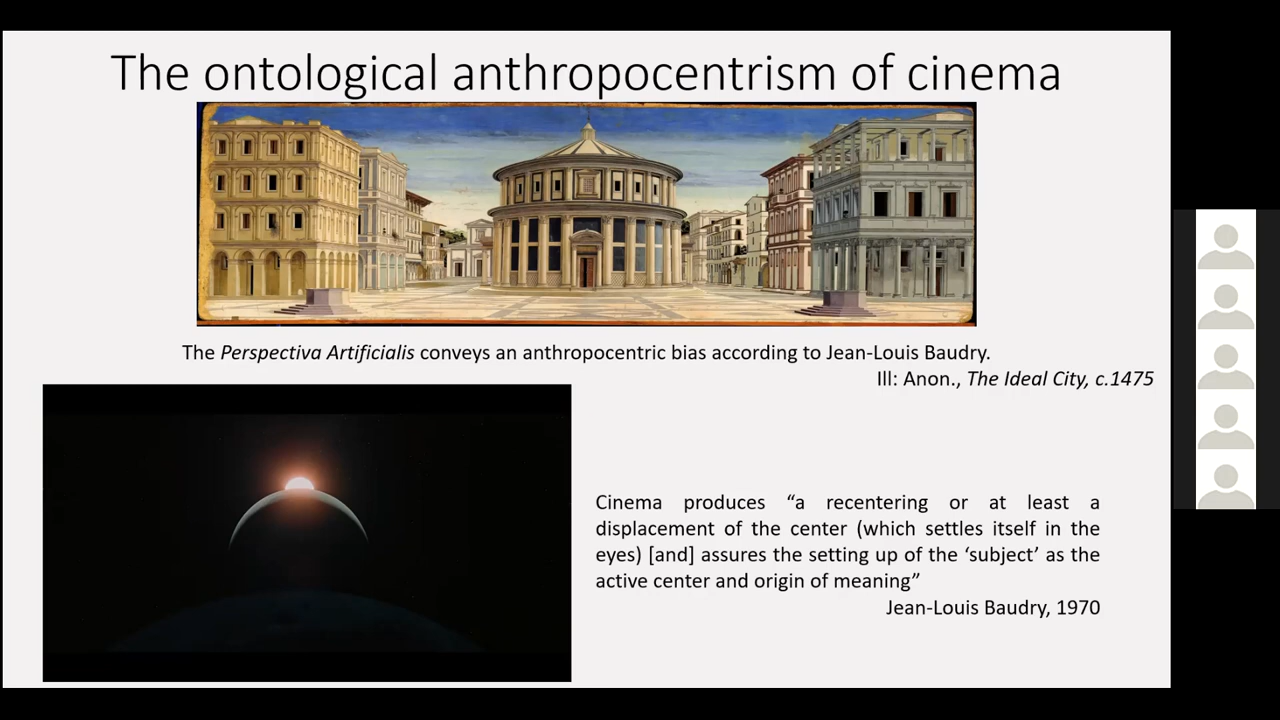 The ontological anthropocentrism of cinema
The Perspectiva Artificialis conveys an anthropocentric bias according to Jean-Louis Baudry.
Ill: Anon., The Ideal City, c.1475
Cinema produces “a recentering or at least a
displacement of the center (which settles itself in the
eyes) [and] assures the setting up of the ‘subject’ as the
active center and origin of meaning”
Jean-Louis Baudry, 1970